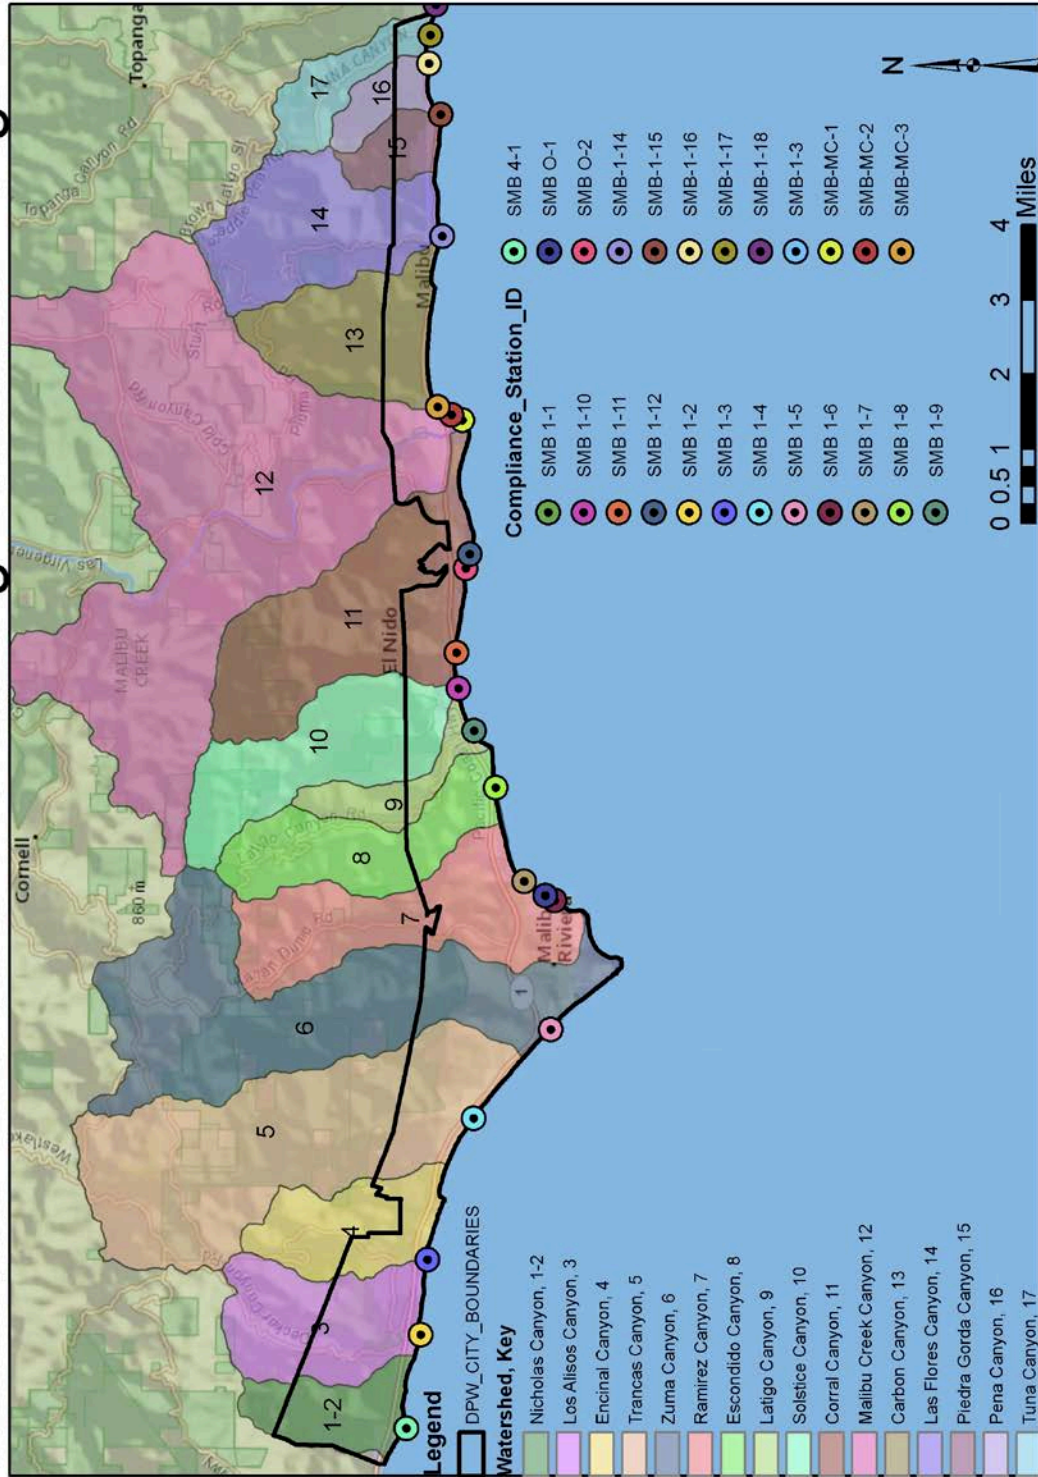 Topanga
Topanga Canyon Rd
Cornell
860 m
MALIBU
CREEK
Las Virgenes
Cold Canyon Rd
Stunt Rd
Piuma Rd
Latigo Canyon Rd
Decker Canyon
El Nido
Malibu
Malibu
Riviera
1
1-2
3
4
5
6
7
8
9
10
11
12
13
14
15
16
17
N
Legend
DPW_CITY_BOUNDARIES
Watershed, Key
Nicholas Canyon, 1-2
Los Alisos Canyon, 3
Encinal Canyon, 4
Trancas Canyon, 5
Zuma Canyon, 6
Ramirez Canyon, 7
Escondido Canyon, 8
Latigo Canyon, 9
Solstice Canyon, 10
Corral Canyon, 11
Malibu Creek Canyon, 12
Carbon Canyon, 13
Las Flores Canyon, 14
Piedra Gorda Canyon, 15
Pena Canyon, 16
Tuna Canyon, 17
Compliance_Station_ID
SMB 1-1
SMB 1-10
SMB 1-11
SMB 1-12
SMB 1-2
SMB 1-3
SMB 1-4
SMB 1-5
SMB 1-6
SMB 1-7
SMB 1-8
SMB 1-9
SMB 4-1
SMB O-1
SMB O-2
SMB-1-14
SMB-1-15
SMB-1-16
SMB-1-17
SMB-1-18
SMB-1-3
SMB-MC-1
SMB-MC-2
SMB-MC-3
0 0.5 1 2 3 4
Miles